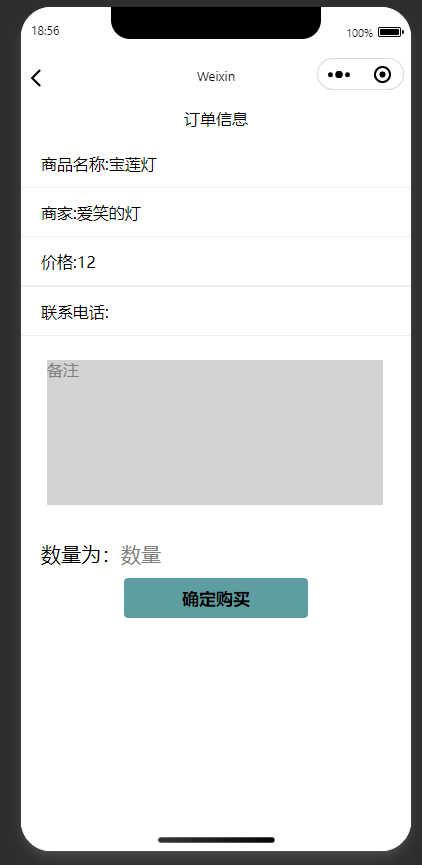 18:56
100%
Weixin
订单信息
商品名称:宝莲灯
商家:爱笑的灯
价格:12
联系电话:
备注
数量为：数量
确定购买